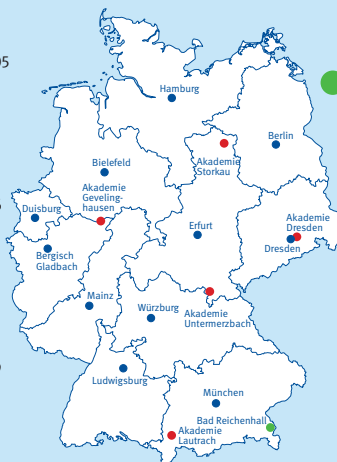 05
Hamburg
Berlin
Bielefeld
Akademie
Storkau
Akademie
Geveling-
hausen
Duisburg
Akademie
Dresden
Erfurt
Dresden
Bergisch
Gladbach
Mainz
Würzburg
Akademie
Untermerzbach
Ludwigsburg
München
Bad Reichenhall
Akademie
Lautrach